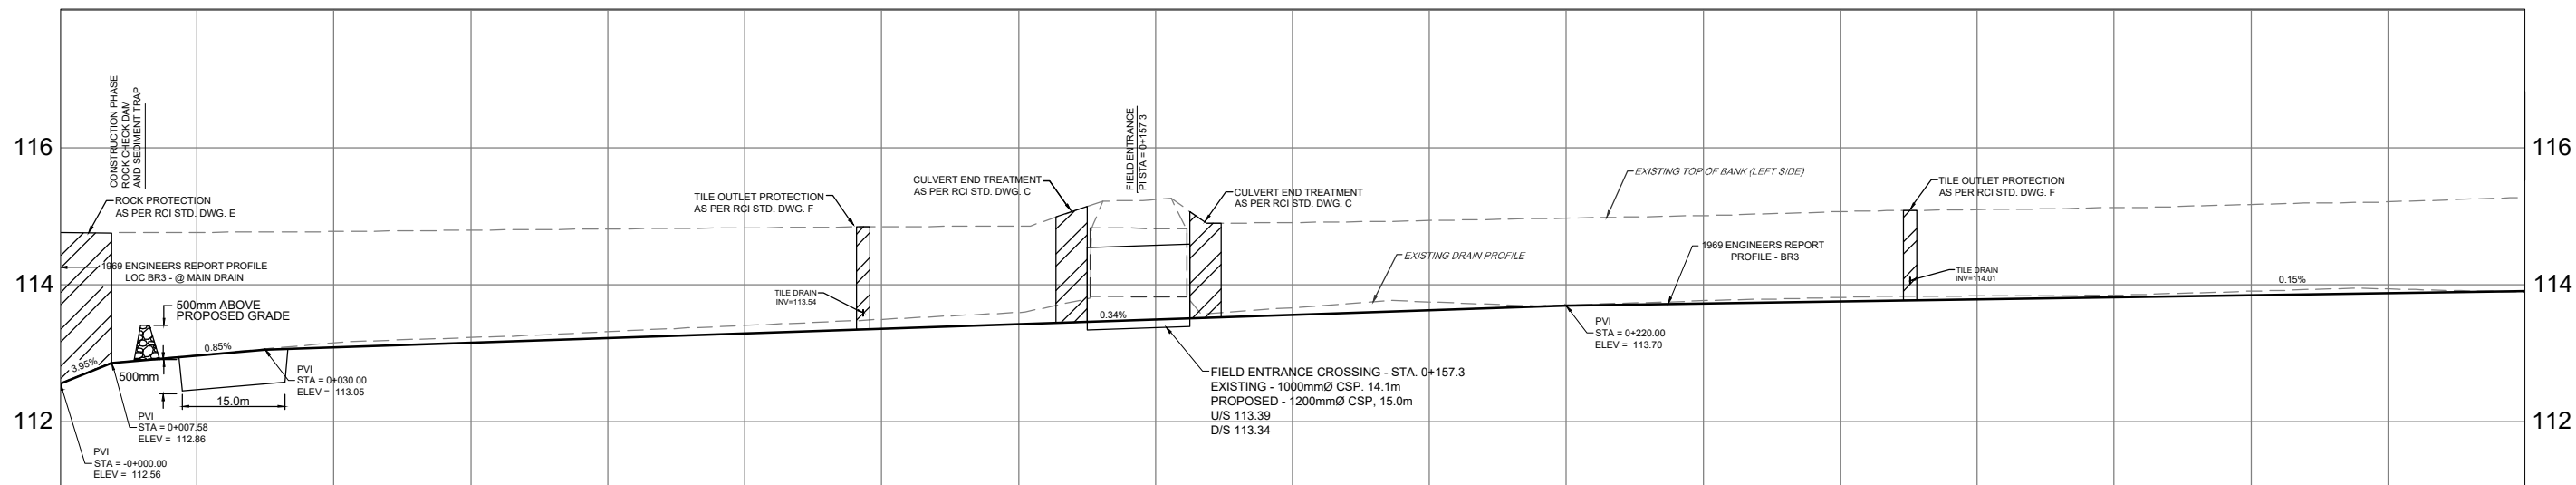 CONSTRUCTION PHASE
ROCK CHECK DAM
AND SEDIMENT TRAP
FIELD ENTRANCE
PI STA = 0+157.3
116
116
ROCK PROTECTION
AS PER RCI STD. DWG. E
TILE OUTLET PROTECTION
AS PER RCI STD. DWG. F
CULVERT END TREATMENT
AS PER RCI STD. DWG. C
CULVERT END TREATMENT
AS PER RCI STD. DWG. C
EXISTING TOP OF BANK (LEFT SIDE)
TILE OUTLET PROTECTION
AS PER RCI STD. DWG. F
1969 ENGINEERS REPORT PROFILE
LOC BR3 - @ MAIN DRAIN
EXISTING DRAIN PROFILE
1969 ENGINEERS REPORT
PROFILE - BR3
TILE DRAIN
INV=114.01
114
0.15%
114
TILE DRAIN
INV=113.54
500mm ABOVE
PROPOSED GRADE
0.34%
3.95%
0.85%
500mm
15.0m
PVI
STA = 0+030.00
ELEV = 113.05
PVI
STA = 0+220.00
ELEV = 113.70
FIELD ENTRANCE CROSSING - STA. 0+157.3
EXISTING - 1000mmØ CSP. 14.1m
PROPOSED - 1200mmØ CSP, 15.0m
U/S 113.39
D/S 113.34
112
112
PVI
STA = 0+007.58
ELEV = 112.86
PVI
STA = -0+000.00
ELEV = 112.56